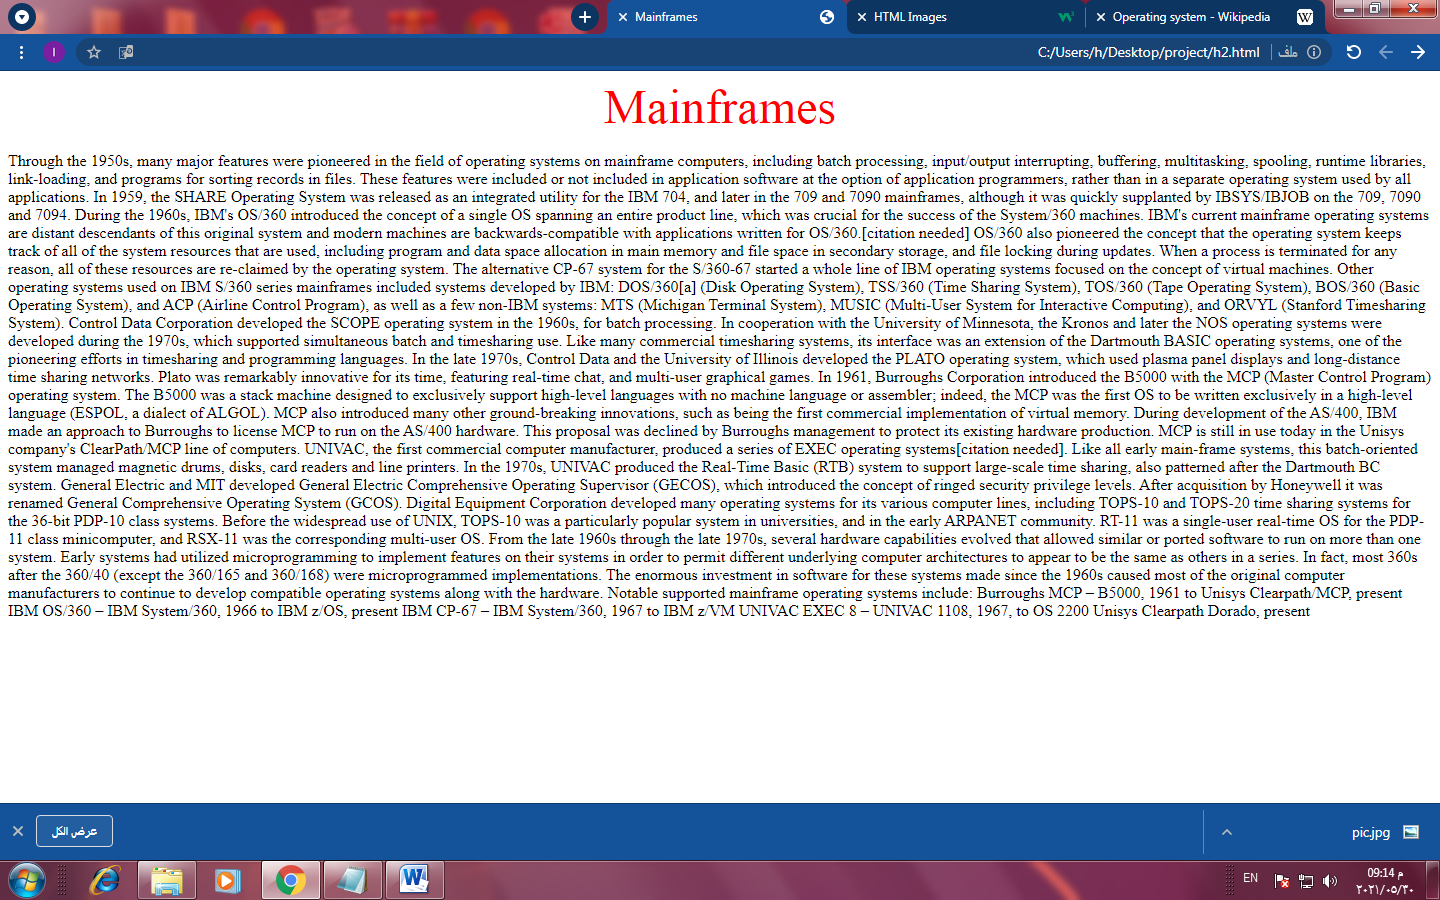 Mainframes
HTML Images
Operating system - Wikipedia
W
I
C:/Users/h/Desktop/project/h2.html
ملف
Mainframes
Through the 1950s, many major features were pioneered in the field of operating systems on mainframe computers, including batch processing, input/output interrupting, buffering, multitasking, spooling, runtime libraries,
link-loading, and programs for sorting records in files. These features were included or not included in application software at the option of application programmers, rather than in a separate operating system used by all
applications. In 1959, the SHARE Operating System was released as an integrated utility for the IBM 704, and later in the 709 and 7090 mainframes, although it was quickly supplanted by IBSYS/IBJOB on the 709, 7090
and 7094. During the 1960s, IBM's OS/360 introduced the concept of a single OS spanning an entire product line, which was crucial for the success of the System/360 machines. IBM's current mainframe operating systems
are distant descendants of this original system and modern machines are backwards-compatible with applications written for OS/360.[citation needed] OS/360 also pioneered the concept that the operating system keeps
track of all of the system resources that are used, including program and data space allocation in main memory and file space in secondary storage, and file locking during updates. When a process is terminated for any
reason, all of these resources are re-claimed by the operating system. The alternative CP-67 system for the S/360-67 started a whole line of IBM operating systems focused on the concept of virtual machines. Other
operating systems used on IBM S/360 series mainframes included systems developed by IBM: DOS/360[a] (Disk Operating System), TSS/360 (Time Sharing System), TOS/360 (Tape Operating System), BOS/360 (Basic
Operating System), and ACP (Airline Control Program), as well as a few non-IBM systems: MTS (Michigan Terminal System), MUSIC (Multi-User System for Interactive Computing), and ORVYL (Stanford Timesharing
System). Control Data Corporation developed the SCOPE operating system in the 1960s, for batch processing. In cooperation with the University of Minnesota, the Kronos and later the NOS operating systems were
developed during the 1970s, which supported simultaneous batch and timesharing use. Like many commercial timesharing systems, its interface was an extension of the Dartmouth BASIC operating systems, one of the
pioneering efforts in timesharing and programming languages. In the late 1970s, Control Data and the University of Illinois developed the PLATO operating system, which used plasma panel displays and long-distance
time sharing networks. Plato was remarkably innovative for its time, featuring real-time chat, and multi-user graphical games. In 1961, Burroughs Corporation introduced the B5000 with the MCP (Master Control Program)
operating system. The B5000 was a stack machine designed to exclusively support high-level languages with no machine language or assembler; indeed, the MCP was the first OS to be written exclusively in a high-level
language (ESPOL, a dialect of ALGOL). MCP also introduced many other ground-breaking innovations, such as being the first commercial implementation of virtual memory. During development of the AS/400, IBM
made an approach to Burroughs to license MCP to run on the AS/400 hardware. This proposal was declined by Burroughs management to protect its existing hardware production. MCP is still in use today in the Unisys
company's ClearPath/MCP line of computers. UNIVAC, the first commercial computer manufacturer, produced a series of EXEC operating systems[citation needed]. Like all early main-frame systems, this batch-oriented
system managed magnetic drums, disks, card readers and line printers. In the 1970s, UNIVAC produced the Real-Time Basic (RTB) system to support large-scale time sharing, also patterned after the Dartmouth BC
system. General Electric and MIT developed General Electric Comprehensive Operating Supervisor (GECOS), which introduced the concept of ringed security privilege levels. After acquisition by Honeywell it was
renamed General Comprehensive Operating System (GCOS). Digital Equipment Corporation developed many operating systems for its various computer lines, including TOPS-10 and TOPS-20 time sharing systems for
the 36-bit PDP-10 class systems. Before the widespread use of UNIX, TOPS-10 was a particularly popular system in universities, and in the early ARPANET community. RT-11 was a single-user real-time OS for the PDP-
11 class minicomputer, and RSX-11 was the corresponding multi-user OS. From the late 1960s through the late 1970s, several hardware capabilities evolved that allowed similar or ported software to run on more than one
system. Early systems had utilized microprogramming to implement features on their systems in order to permit different underlying computer architectures to appear to be the same as others in a series. In fact, most 360s
after the 360/40 (except the 360/165 and 360/168) were microprogrammed implementations. The enormous investment in software for these systems made since the 1960s caused most of the original computer
manufacturers to continue to develop compatible operating systems along with the hardware. Notable supported mainframe operating systems include: Burroughs MCP – B5000, 1961 to Unisys Clearpath/MCP, present
IBM OS/360 – IBM System/360, 1966 to IBM z/OS, present IBM CP-67 – IBM System/360, 1967 to IBM z/VM UNIVAC EXEC 8 – UNIVAC 1108, 1967, to OS 2200 Unisys Clearpath Dorado, present
عرض الكل
pic.jpg
W
EN
09:14 م
٢٠٢١/٠٥/٣٠